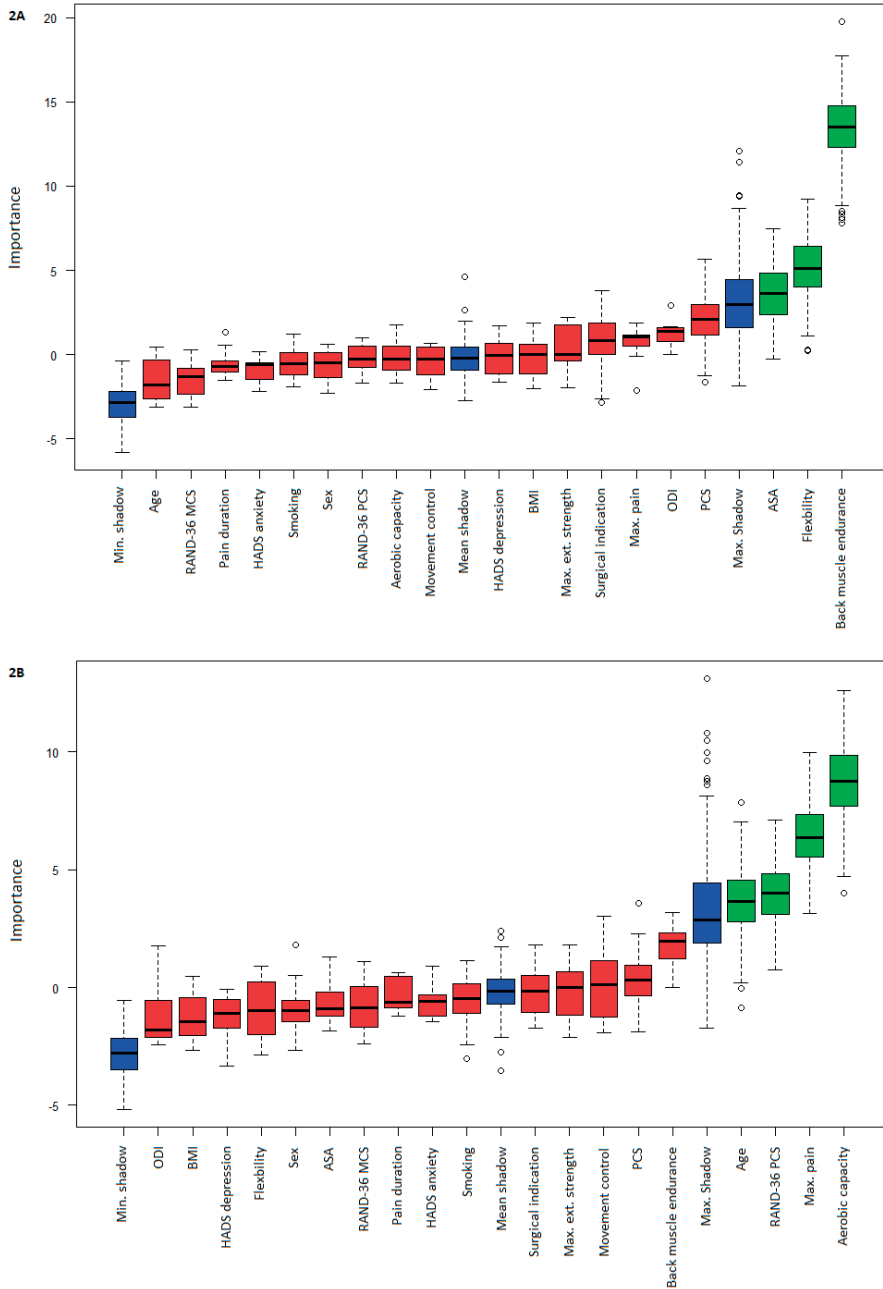 2A
20
15
10
5
0
-5
Importance
Min. shadow
Age
RAND-36 MCS
Pain duration
HADS anxiety
Smoking
Sex
RAND-36 PCS
Aerobic capacity
Movement control
Mean shadow
HADS depression
BMI
Max. ext. strength
Surgical indication
Max. pain
ODI
PCS
Max. Shadow
ASA
Flexbility
Back muscle endurance
2B
10
5
0
-5
Importance
Min. shadow
ODI
BMI
HADS depression
Flexbility
Sex
ASA
RAND-36 MCS
Pain duration
HADS anxiety
Smoking
Mean shadow
Surgical indication
Max. ext. strength
Movement control
PCS
Back muscle endurance
Max. Shadow
Age
RAND-36 PCS
Max. pain
Aerobic capacity